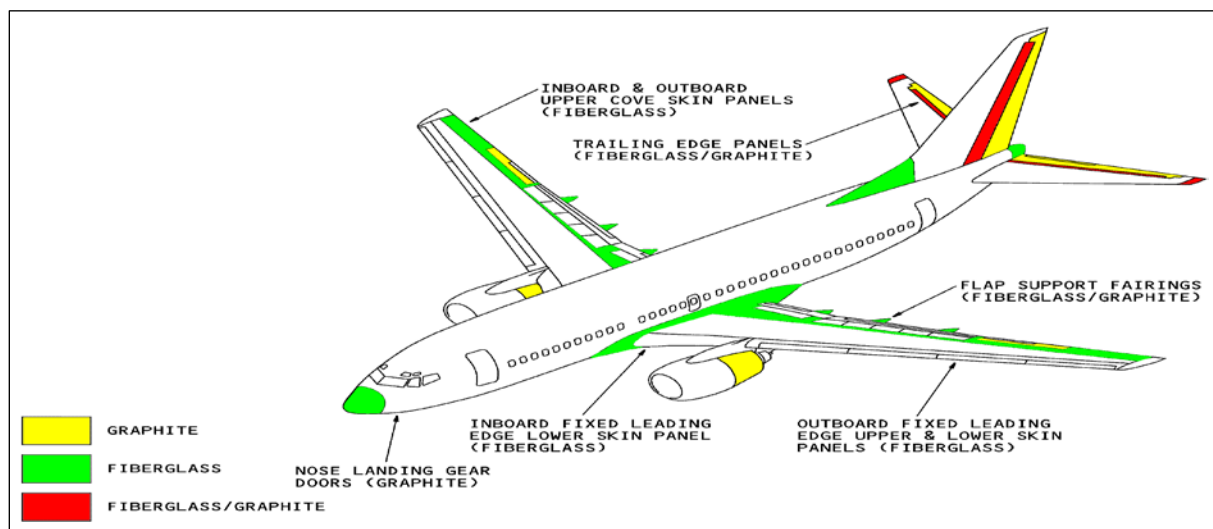 INBOARD & OUTBOARD
UPPER COVE SKIN PANELS
(FIBERGLASS)
TRAILING EDGE PANELS
(FIBERGLASS/GRAPHITE)
FLAP SUPPORT FAIRINGS
(FIBERGLASS/GRAPHITE)
INBOARD FIXED LEADING
EDGE LOWER SKIN PANEL
(FIBERGLASS)
OUTBOARD FIXED LEADING
EDGE UPPER & LOWER SKIN
PANELS (FIBERGLASS)
NOSE LANDING GEAR
DOORS (GRAPHITE)
GRAPHITE
FIBERGLASS
FIBERGLASS/GRAPHITE